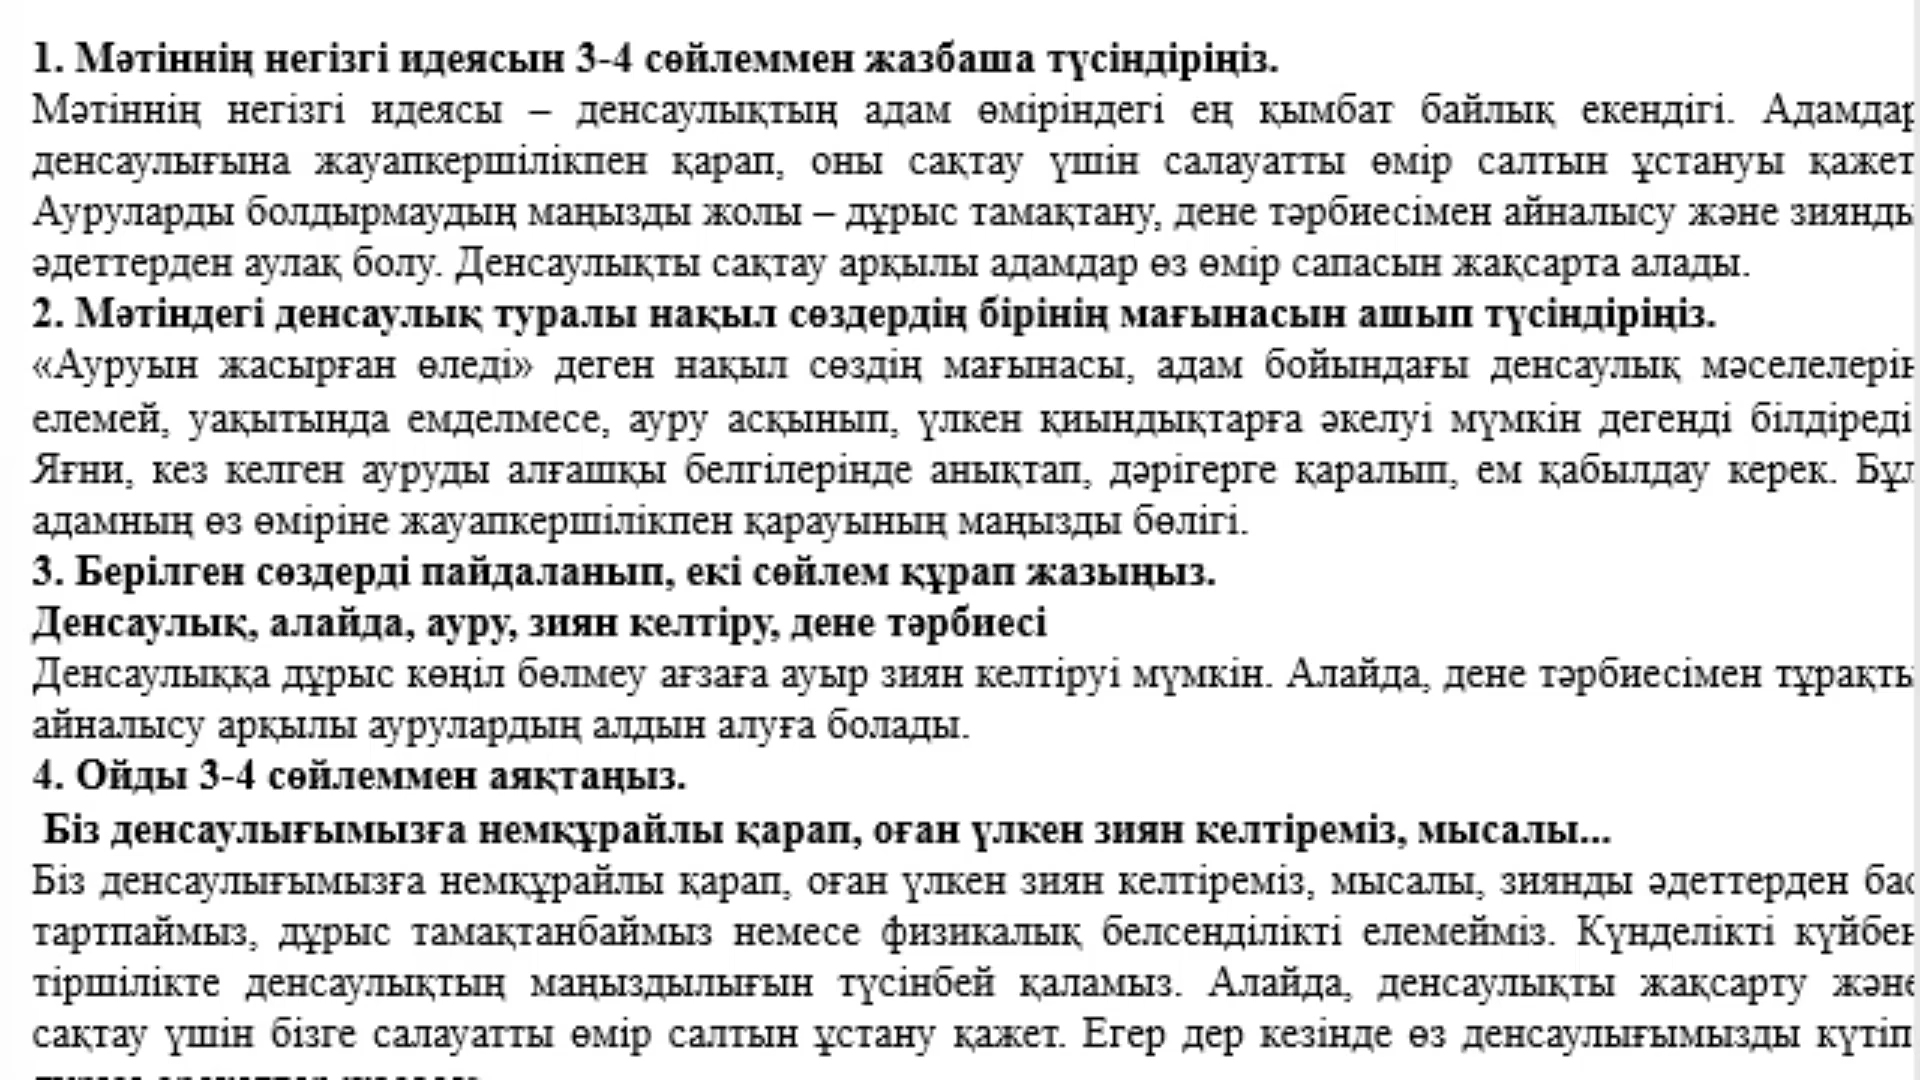 1. Мәтіннің негізгі идеясын 3-4 сөйлеммен жазбаша түсіндіріңіз.
Мәтіннің негізгі идеясы – денсаулықтың адам өміріндегі ең қымбат байлық екендігі. Адамдар
денсаулығына жауапкершілікпен қарап, оны сақтау үшін салауатты өмір салтын ұстануы қажет
Ауруларды болдырмаудың маңызды жолы – дұрыс тамақтану, дене тәрбиесімен айналысу және зиянды
әдеттерден аулақ болу. Денсаулықты сақтау арқылы адамдар өз өмір сапасын жақсарта алады.
2. Мәтіндегі денсаулық туралы нақыл сөздердің бірінің мағынасын ашып түсіндіріңіз.
«Ауруын жасырған өледі» деген нақыл сөздің мағынасы, адам бойындағы денсаулық мәселелерін
елемей, уақытында емделмесе, ауру асқынып, үлкен қиындықтарға әкелуі мүмкін дегенді білдіреді
Яғни, кез келген ауруды алғашқы белгілерінде анықтап, дәрігерге қаралып, ем қабылдау керек. Бұл
адамның өз өміріне жауапкершілікпен қарауының маңызды бөлігі.
3. Берілген сөздерді пайдаланып, екі сөйлем құрап жазыңыз.
Денсаулық, алайда, ауру, зиян келтіру, дене тәрбиесі
Денсаулыққа дұрыс көңіл бөлмеу ағзаға ауыр зиян келтіруі мүмкін. Алайда, дене тәрбиесімен тұрақты
айналысу арқылы аурулардың алдын алуға болады.
4. Ойды 3-4 сөйлеммен аяқтаңыз.
Біз денсаулығымызға немқұрайлы қарап, оған үлкен зиян келтіреміз, мысалы...
Біз денсаулығымызға немқұрайлы қарап, оған үлкен зиян келтіреміз, мысалы, зиянды әдеттерден бас
тартпаймыз, дұрыс тамақтанбаймыз немесе физикалық белсенділікті елемейміз. Күнделікті күйбең
тіршілікте денсаулықтың маңыздылығын түсінбей қаламыз. Алайда, денсаулықты жақсарту және
сақтау үшін бізге салауатты өмір салтын ұстану қажет. Егер дер кезінде өз денсаулығымызды күтіп